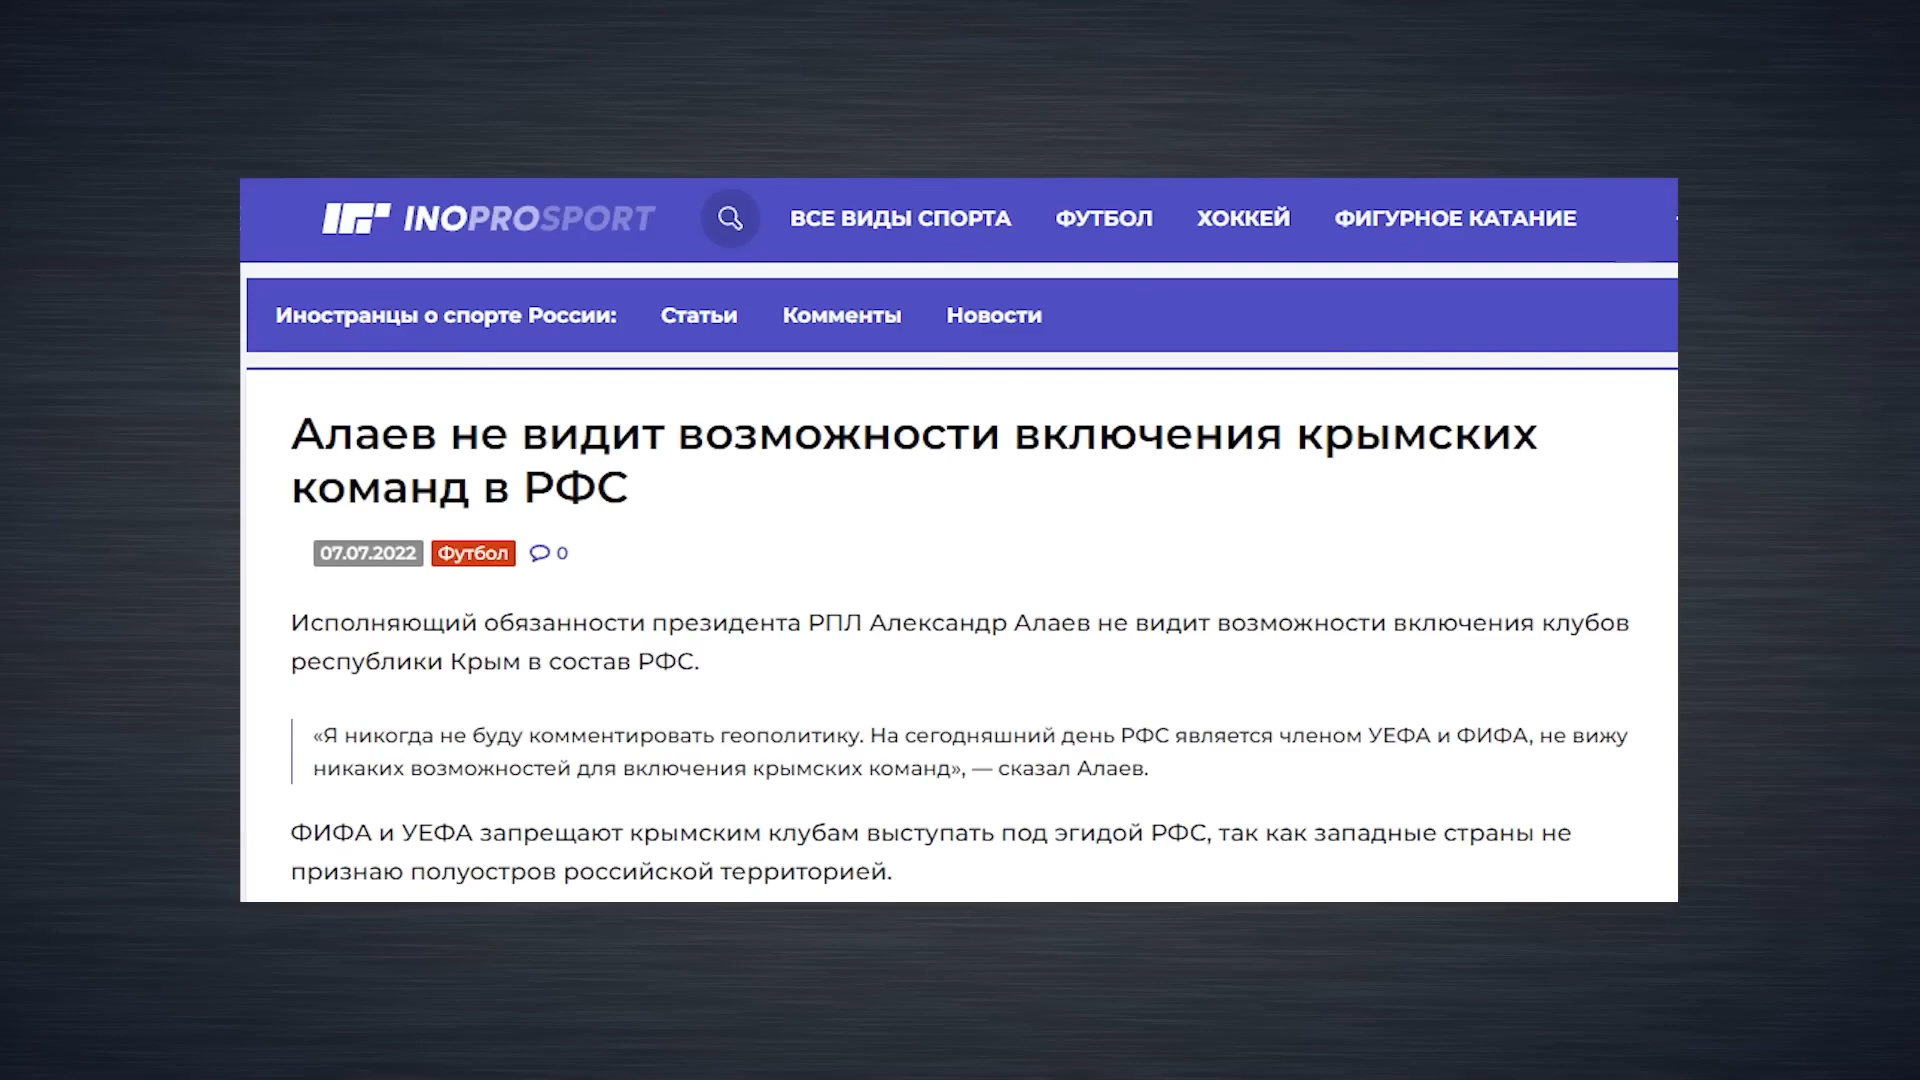 INOPROSPORT ВСЕ ВИДЫ СПОРТА ФУТБОЛ ХОККЕЙ ФИГУРНОЕ КАТАНИЕ
Иностранцы о спорте России: Статьи Комменты Новости
Алаев не видит возможности включения крымских
команд в РФС
07.07.2022 Футбол 0
Исполняющий обязанности президента РПЛ Александр Алаев не видит возможности включения клубов
республики Крым в состав РФС.
«Я никогда не буду комментировать геополитику. На сегодняшний день РФС является членом УЕФА и ФИФА, не вижу
никаких возможностей для включения крымских команд», — сказал Алаев.
ФИФА и УЕФА запрещают крымским клубам выступать под эгидой РФС, так как западные страны не
признаю полуостров российской территорией.